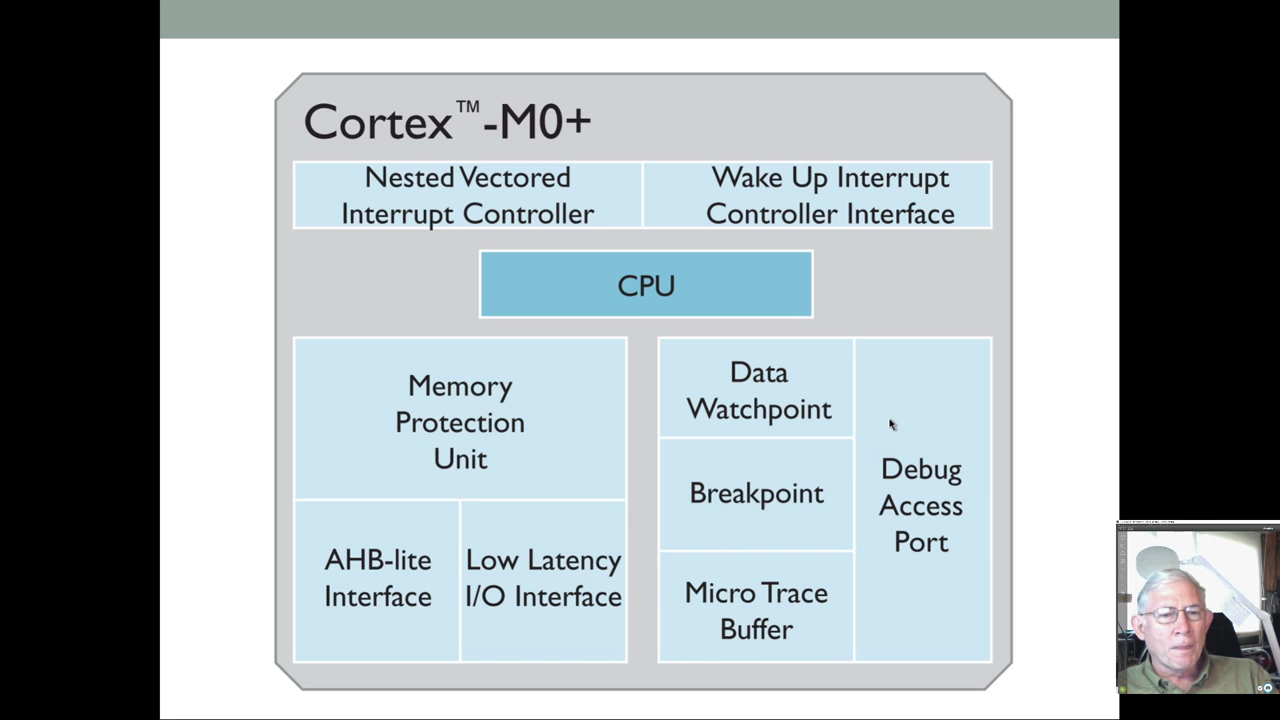 Cortex™-M0+
Nested Vectored
Interrupt Controller
Wake Up Interrupt
Controller Interface
CPU
Memory
Protection
Unit
AHB-lite
Interface
Low Latency
I/O Interface
Data
Watchpoint
Breakpoint
Micro Trace
Buffer
Debug
Access
Port